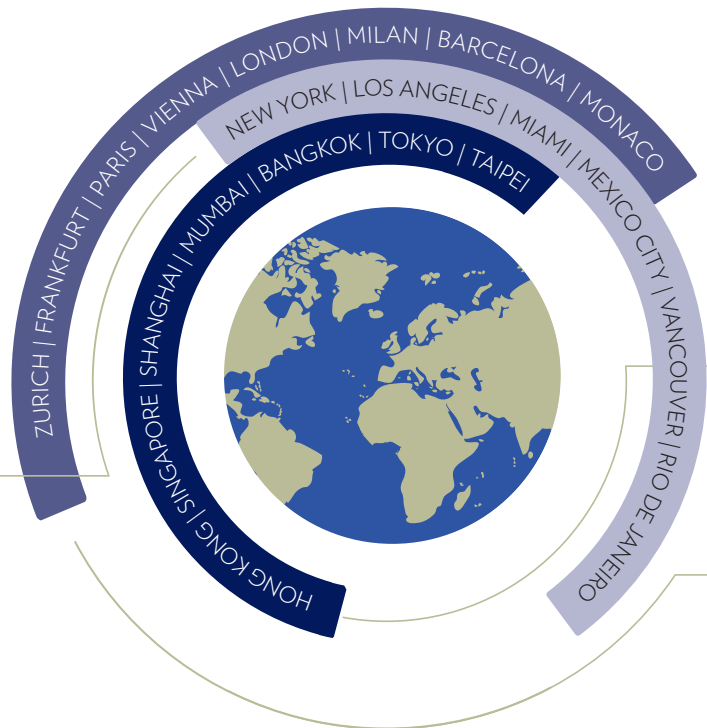 ZURICH | FRANKFURT | PARIS | VIENNA | LONDON | MILAN | BARCELONA | MONACO
NEW YORK | LOS ANGELES | MIAMI | MEXICO CITY | VANCOUVER | RIO DE JANEIRO
HONG KONG | SINGAPORE | SHANGHAI | MUMBAI | BANGKOK | TOKYO | TAIPEI